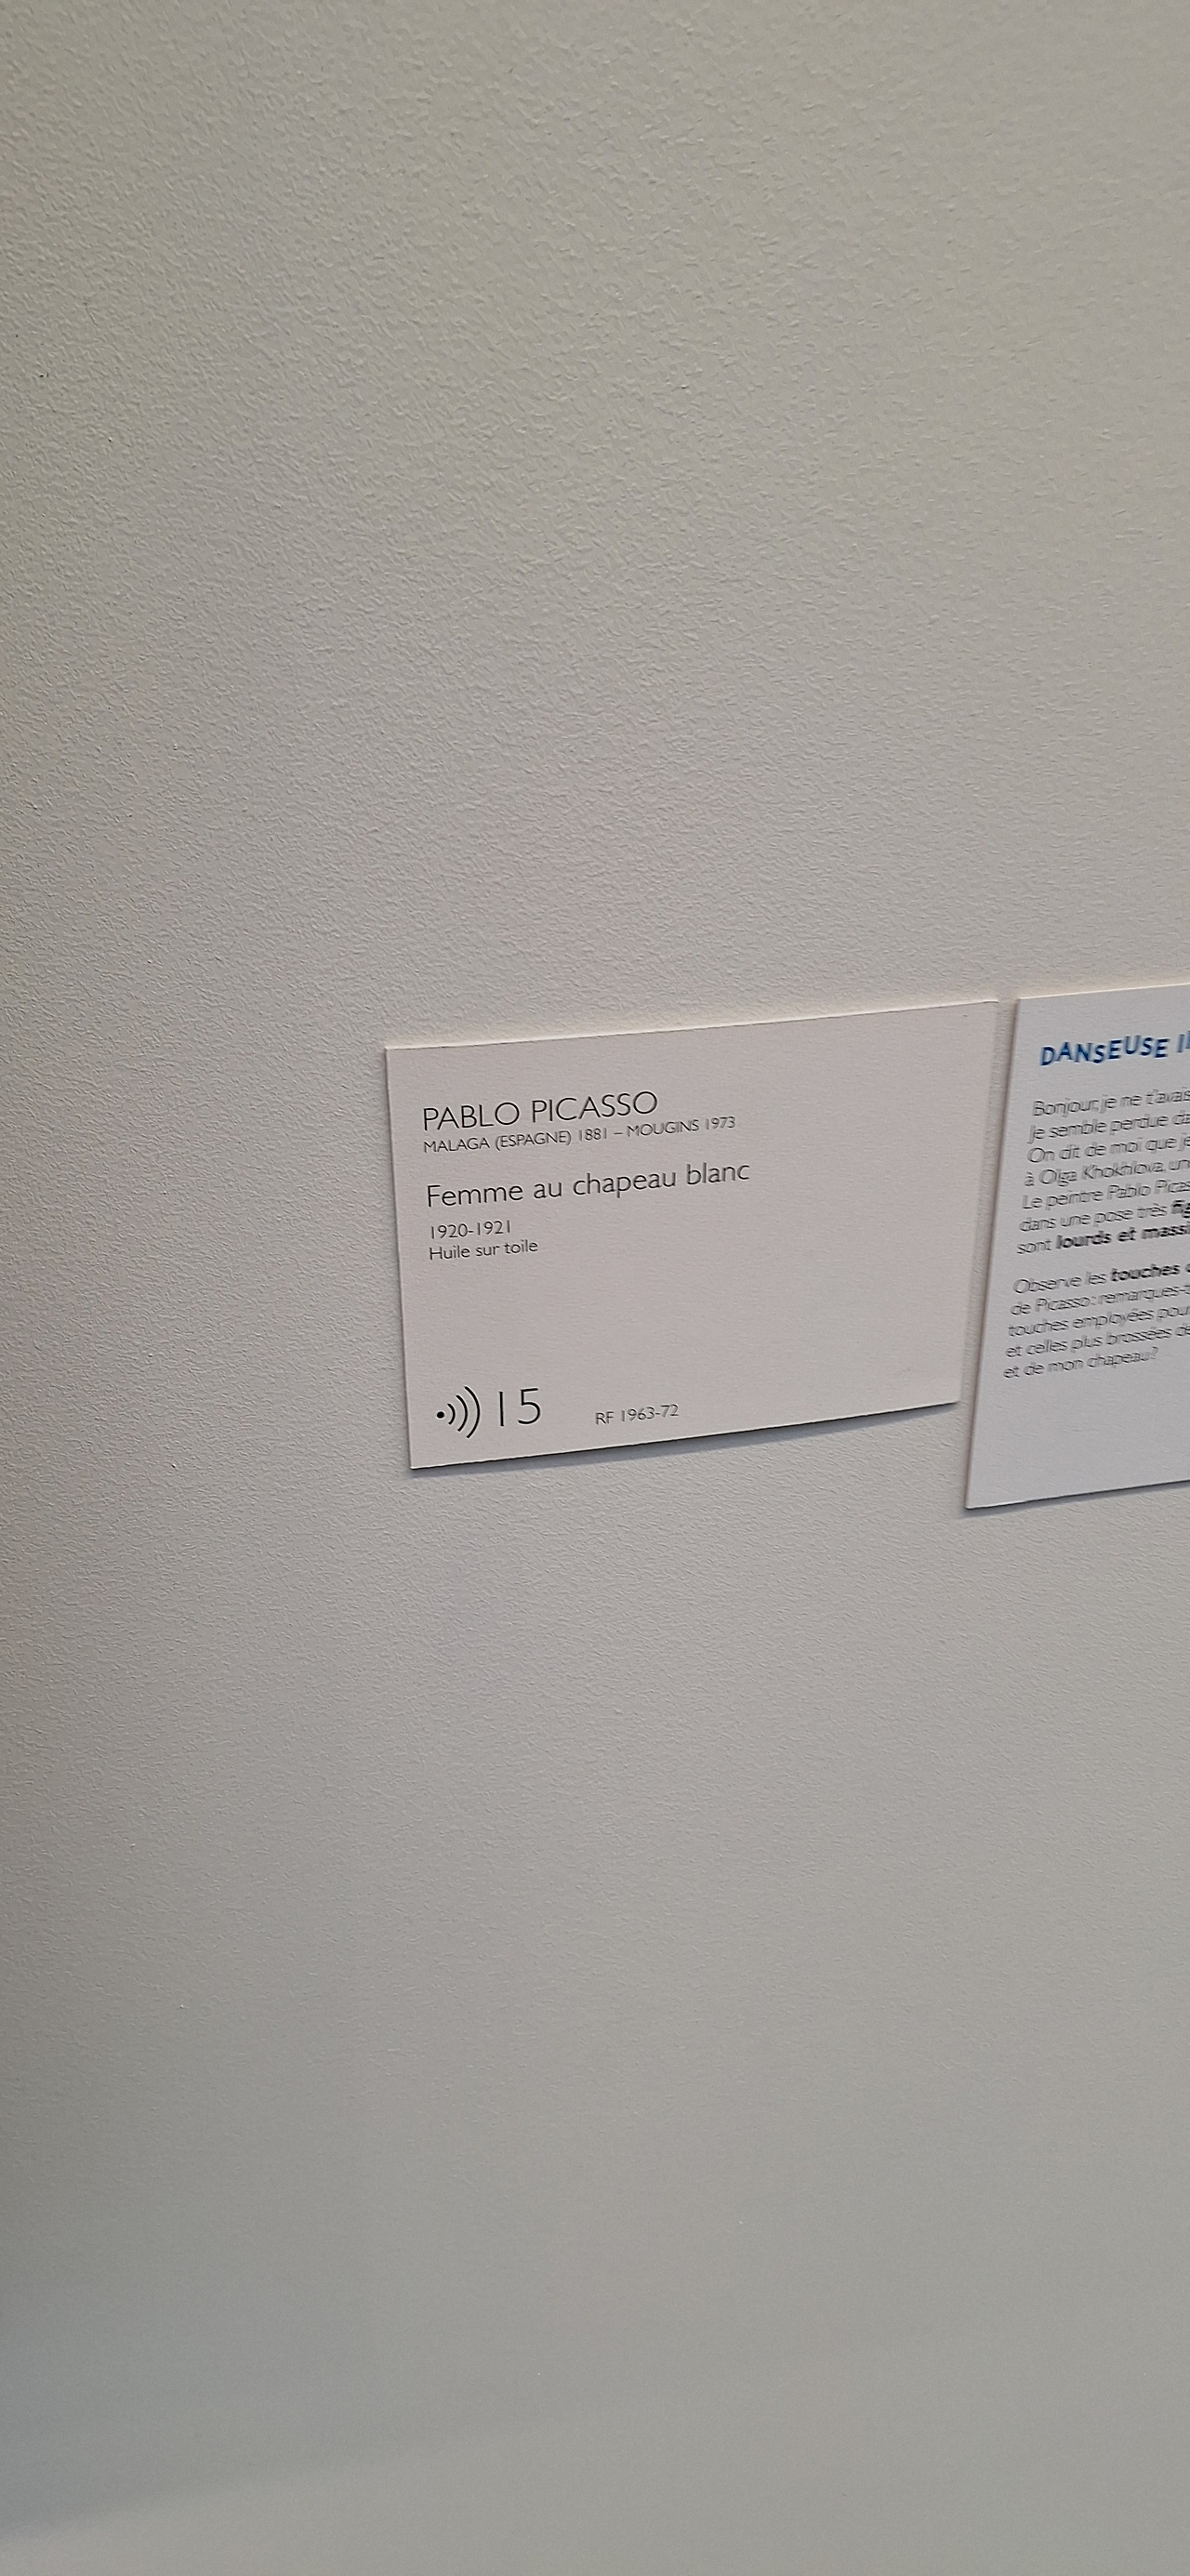 PABLO PICASSO
MALAGA (ESPAGNE) 1881 – MOUGINS 1973
Femme au chapeau blanc
1920-1921
Huile sur toile
15 RF 1963-72
DANSEUSE
Bonjour, je ne t'avais
Je semble perdue
On dit de moi que
à Olga Khokhlova,
Le peintre Pablo
dans une pose très
sont lourds et
Observe les touches
de Picasso :
touches employées
et celles plus brossées
et de mon chapeau ?